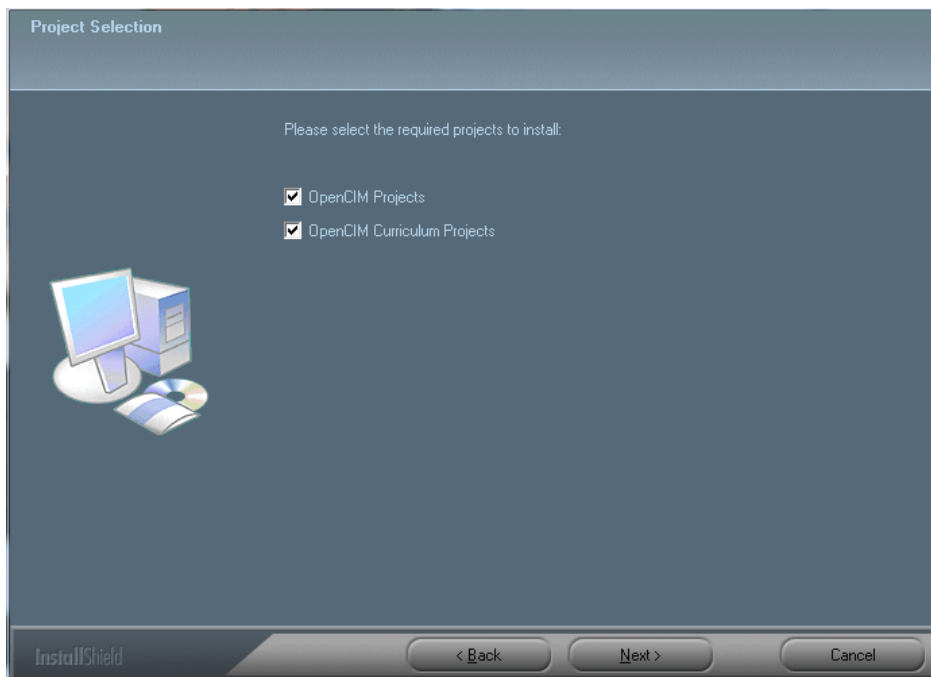 Project Selection
Please select the required projects to install:
OpenCIM Projects
OpenCIM Curriculum Projects
InstallShield
< Back
Next >
Cancel